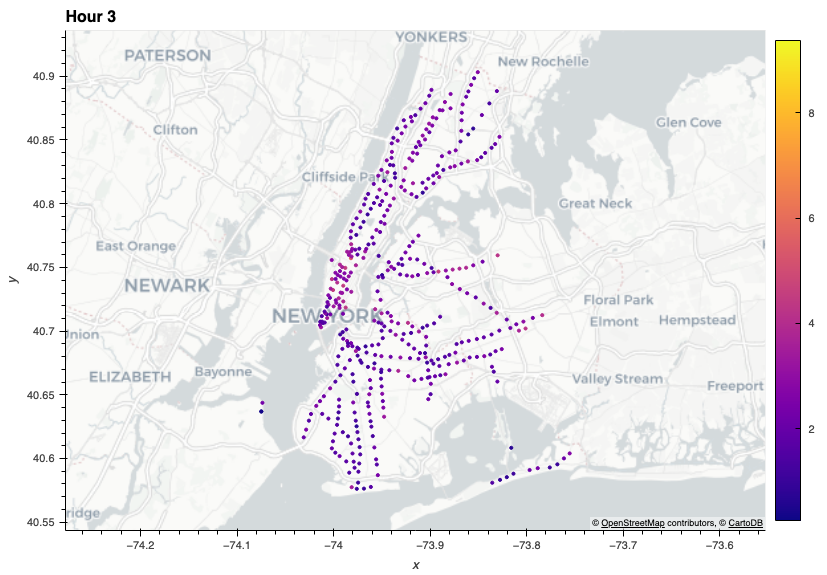 Hour 3
YONKERS
PATERSON
New Rochelle
Clifton
Glen Cove
Cliffside Park
Great Neck
East Orange
NEWARK
Floral Park
NEW YORK
Elmont
Hempstead
Union
ELIZABETH
Bayonne
Valley Stream
Freeport
ridge
© OpenStreetMap contributors, © CartoDB
40.9
40.85
40.8
40.75
40.7
40.65
40.6
40.55
y
−74.2
−74.1
−74
−73.9
−73.8
−73.7
−73.6
x
8
6
4
2